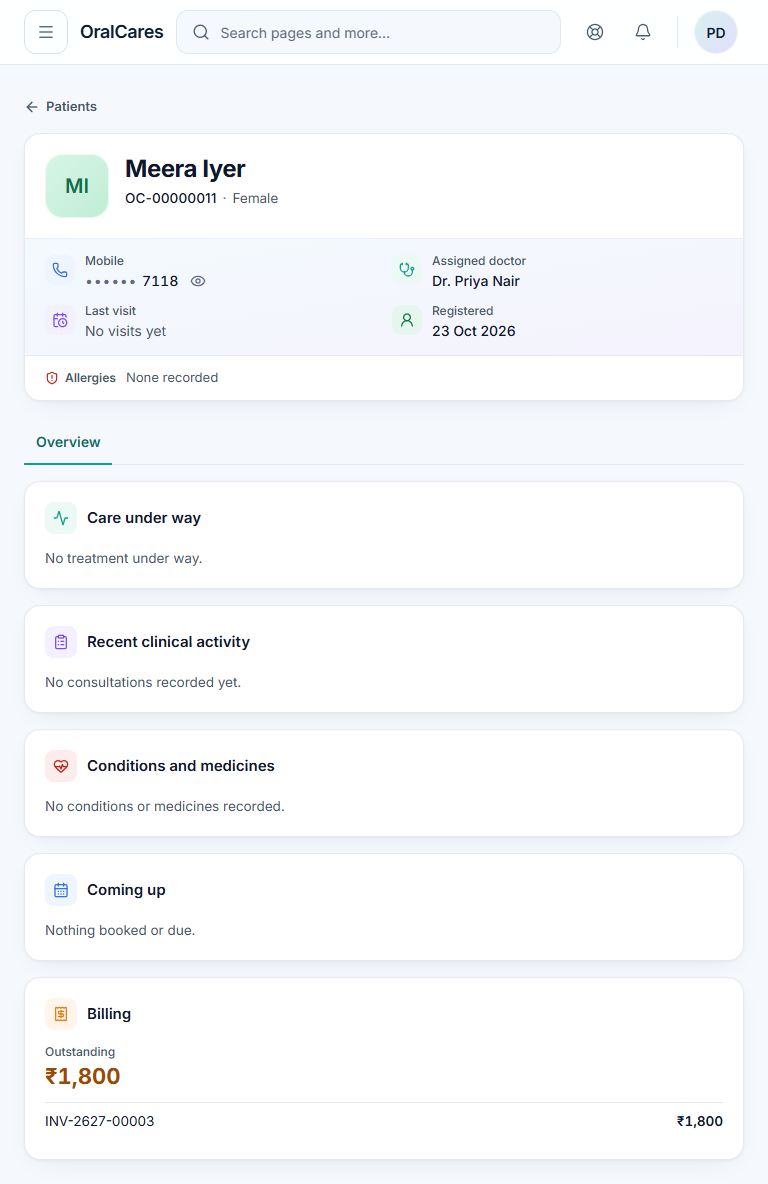 OralCares
Search pages and more...
PD
Patients
MI
Meera Iyer
OC-00000011 · Female
Mobile
•••••• 7118
Assigned doctor
Dr. Priya Nair
Last visit
No visits yet
Registered
23 Oct 2026
Allergies None recorded
Overview
Care under way
No treatment under way.
Recent clinical activity
No consultations recorded yet.
Conditions and medicines
No conditions or medicines recorded.
Coming up
Nothing booked or due.
Billing
Outstanding
₹1,800
INV-2627-00003 ₹1,800